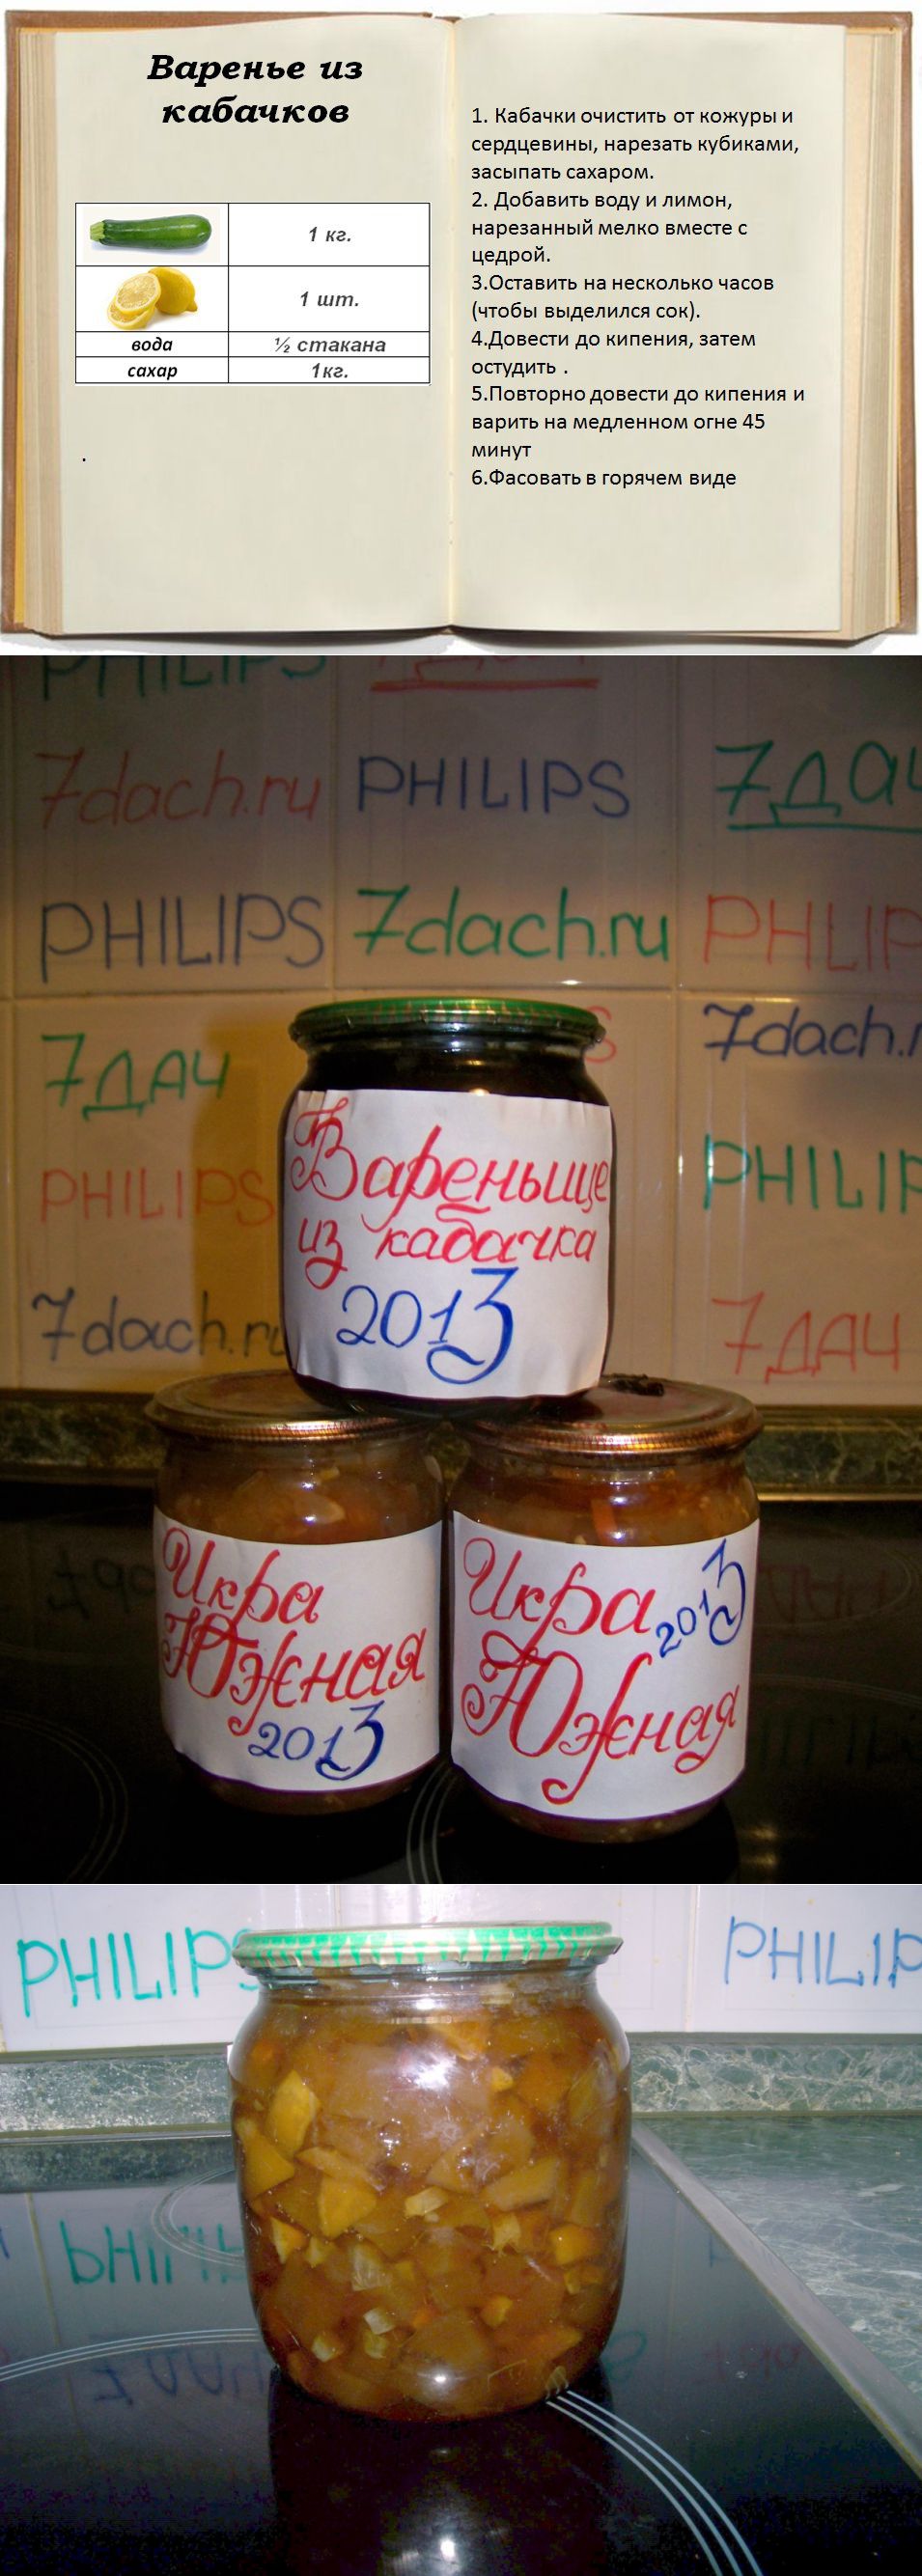 Варенье из
кабачков
1 кг.
1 шт.
вода ½ стакана
сахар 1кг.
.
1. Кабачки очистить от кожуры и
сердцевины, нарезать кубиками,
засыпать сахаром.
2. Добавить воду и лимон,
нарезанный мелко вместе с
цедрой.
3.Оставить на несколько часов
(чтобы выделился сок).
4.Довести до кипения, затем
остудить .
5.Повторно довести до кипения и
варить на медленном огне 45
минут
6.Фасовать в горячем виде
PHILIPS
7dach.ru PHILIPS 7дач
PHILIPS 7dach.ru PHLIP
7ДАЧ 7dach.r
PHILIPS PHILIP
7dach.ru 7ДАЧ
Вареньице
из кабачка
2013
Икра
Южная
2013
Икра 2013
Южная
PHILIPS PHILIP